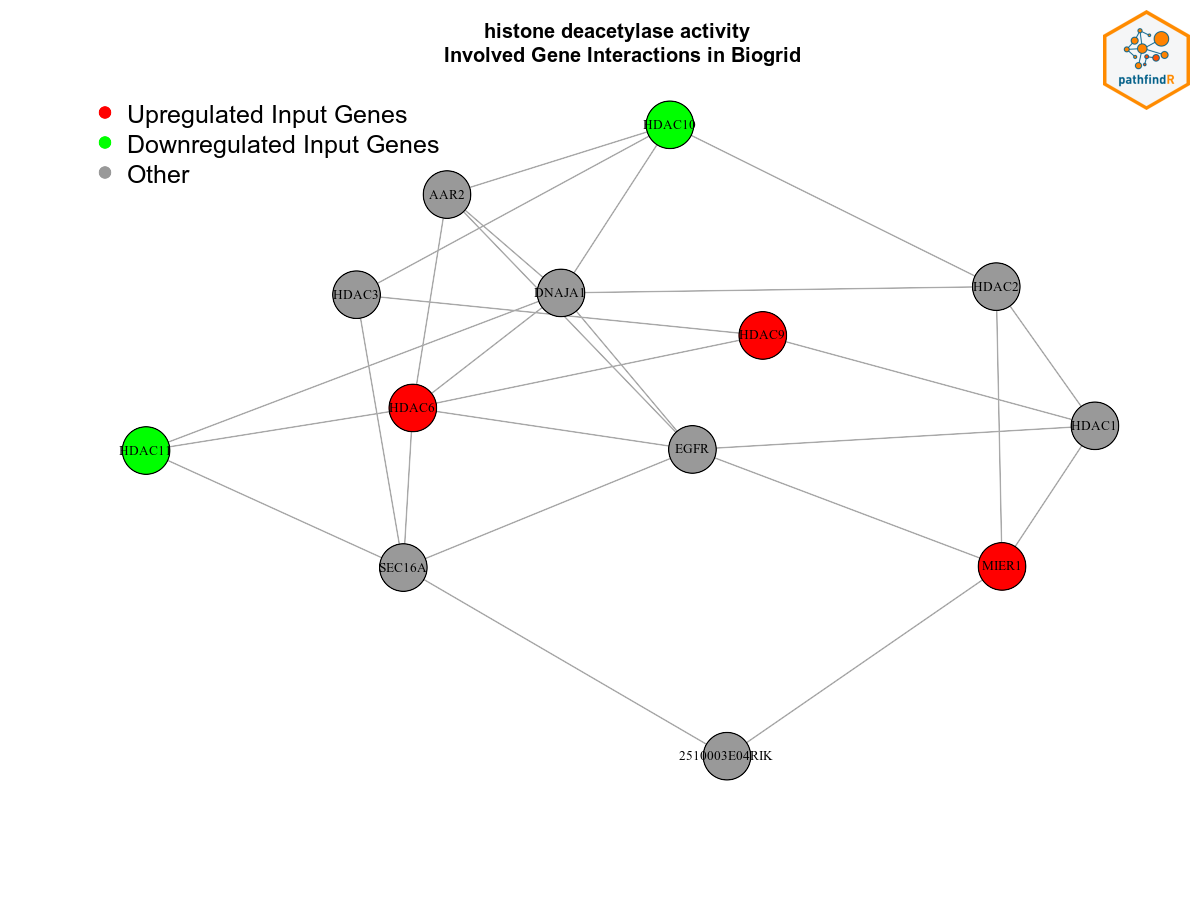 histone deacetylase activity
Involved Gene Interactions in Biogrid
pathfindR
Upregulated Input Genes
Downregulated Input Genes
Other
HDAC10
AAR2
HDAC3
DNAJA1
HDAC2
HDAC9
HDAC6
HDAC1
HDAC11
EGFR
SEC16A
MIER1
2510003E04RIK